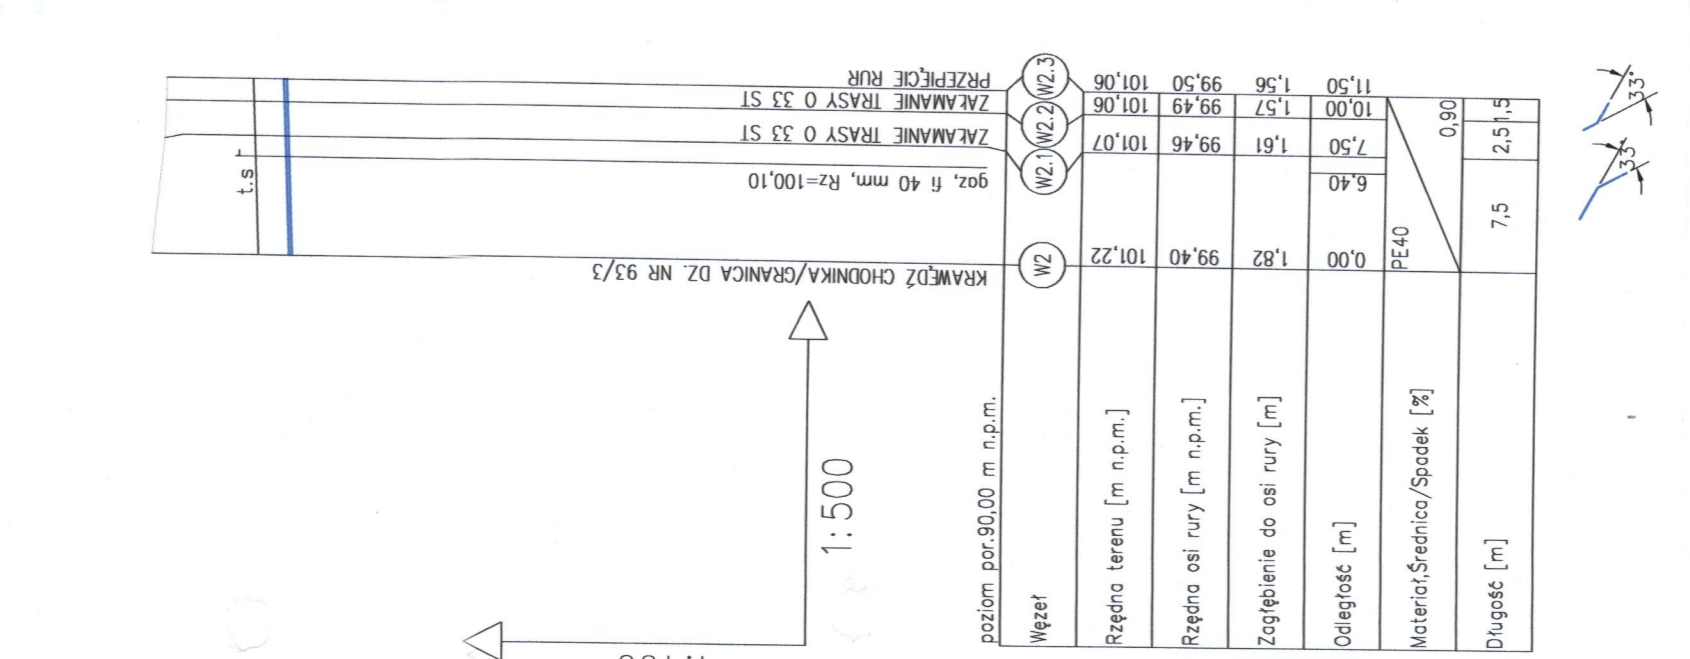 PRZEPIĘCIE RUR
ZAŁAMANIE TRASY O 33 ST
ZAŁAMANIE TRASY O 33 ST
gaz, fi 40 mm, Rz=100,10
KRAWĘDŹ CHODNIKA/GRANICA DZ. NR 93/3
t.s
1:500
poziom por.90,00 m n.p.m.
Węzeł W2 W2.1 W2.2 W2.3
Rzędna terenu [m n.p.m.] 101,22 101,07 101,06 101,06
Rzędna osi rury [m n.p.m.] 99,40 99,46 99,49 99,50
Zagłębienie do osi rury [m] 1,82 1,61 1,57 1,56
Odległość [m] 0,00 6,40 7,50 10,00 11,50
Materiał,Średnica/Spadek [%] PE40 0,90
Długość [m] 7,5 2,5 1,5
33°
33°